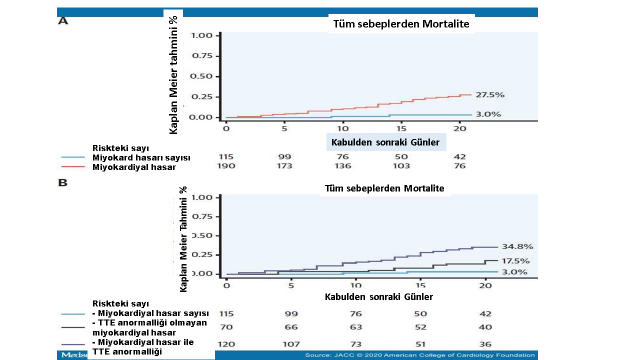 A
Tüm sebeplerden Mortalite
Kaplan Meier tahmini %
1.00
0.75
0.50
0.25
0.00
27.5%
3.0%
0 5 10 15 20
Kabulden sonraki Günler
Riskteki sayı
Miyokard hasarı sayısı 115 99 76 50 42
Miyokardiyal hasar 190 173 136 103 76
B
Tüm sebeplerden Mortalite
Kaplan Meier Tahmini %
1.00
0.75
0.50
0.25
0.00
34.8%
17.5%
3.0%
0 5 10 15 20
Kabulden sonraki Günler
Riskteki sayı
- Miyokardiyal hasar sayısı 115 99 76 50 42
- TTE anormalliği olmayan
miyokardiyal hasar 70 66 63 52 40
- Miyokardiyal hasar ile
TTE anormalliği 120 107 73 51 36
Source: JACC © 2020 American College of Cardiology Foundation